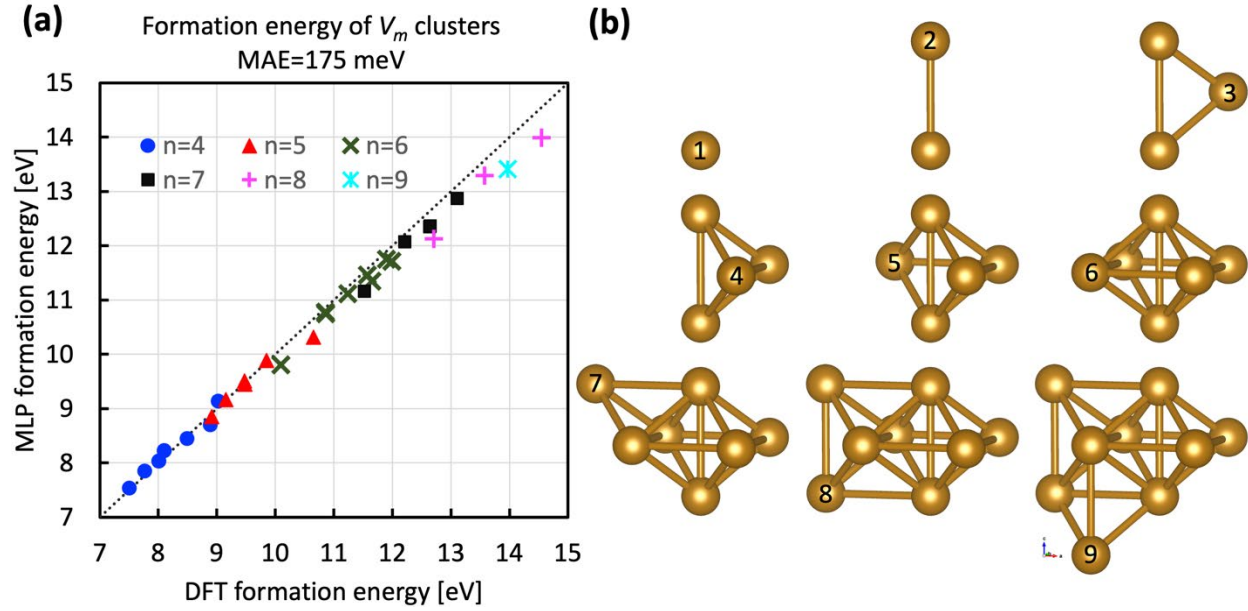 (a)
Formation energy of Vm clusters
MAE=175 meV
MLP formation energy [eV]
15
14
13
12
11
10
9
8
7
n=4 n=5 n=6
n=7 n=8 n=9
7 8 9 10 11 12 13 14 15
DFT formation energy [eV]
(b)
1
2
3
4
5
6
7
8
9